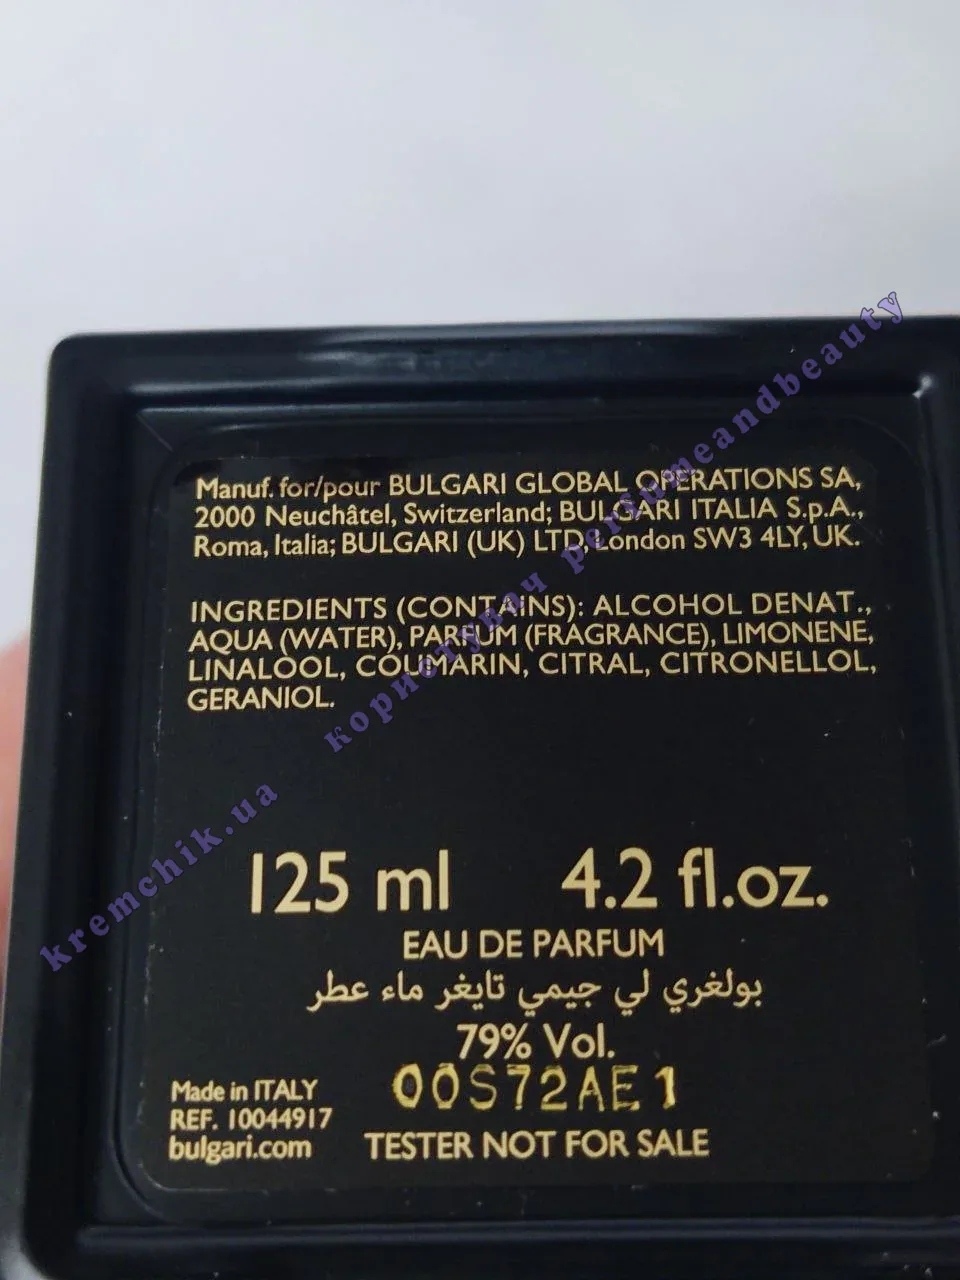 Manuf. for/pour BULGARI GLOBAL OPERATIONS SA,
2000 Neuchâtel, Switzerland; BULGARI ITALIA S.p.A.,
Roma, Italia; BULGARI (UK) LTD, London SW3 4LY, UK.
INGREDIENTS (CONTAINS): ALCOHOL DENAT.,
AQUA (WATER), PARFUM (FRAGRANCE), LIMONENE,
LINALOOL, COUMARIN, CITRAL, CITRONELLOL,
GERANIOL.
125 ml 4.2 fl.oz.
EAU DE PARFUM
بولغري لي جيمي تايغر ماء عطر
79% Vol.
00S72AE1
Made in ITALY
REF. 10044917
bulgari.com
TESTER NOT FOR SALE
kremchik.ua користувач perfumeandbeauty